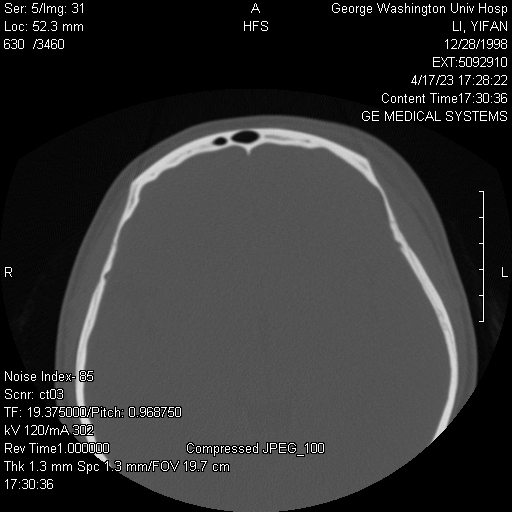 Ser: 5/Img: 31
Loc: 52.3 mm
630 /3460
A
HFS
George Washington Univ Hosp
LI, YIFAN
12/28/1998
EXT:5092910
4/17/23 17:28:22
Content Time17:30:36
GE MEDICAL SYSTEMS
R
L
Noise Index- 85
Scnr: ct03
TF: 19.375000/Pitch: 0.968750
kV 120/mA 302
Rev Time1.000000
Compressed JPEG_100
Thk 1.3 mm Spc 1.3 mm/FOV 19.7 cm
17:30:36